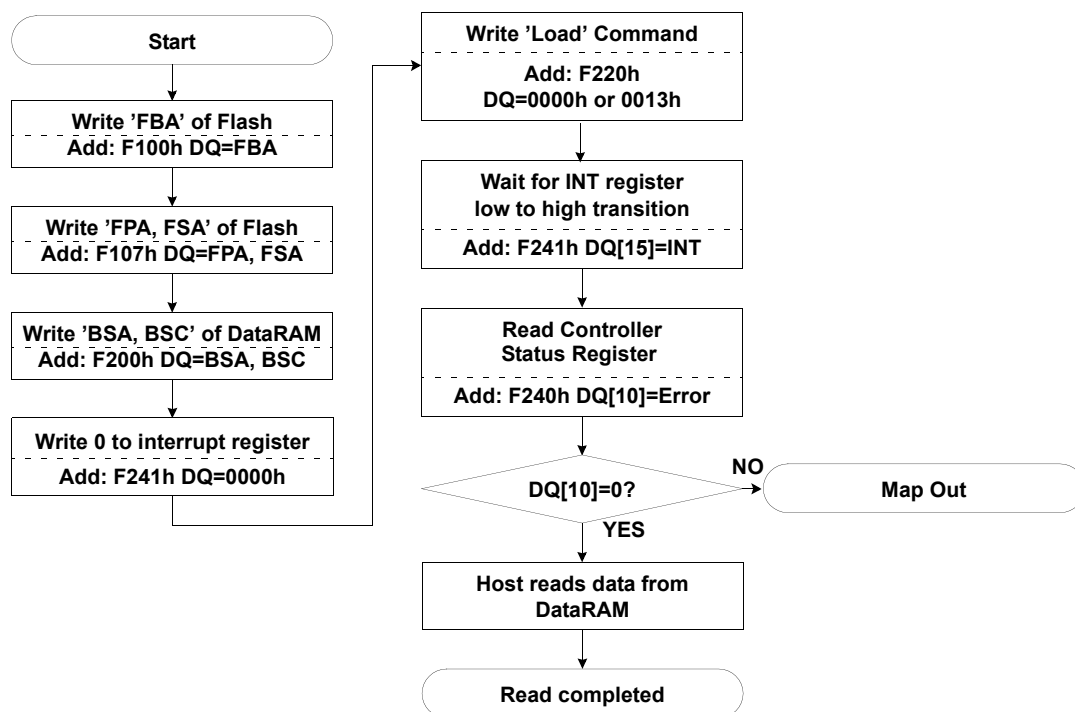 Start
Write 'FBA' of Flash
Add: F100h DQ=FBA
Write 'FPA, FSA' of Flash
Add: F107h DQ=FPA, FSA
Write 'BSA, BSC' of DataRAM
Add: F200h DQ=BSA, BSC
Write 0 to interrupt register
Add: F241h DQ=0000h
Write ’Load’ Command
Add: F220h
DQ=0000h or 0013h
Wait for INT register
low to high transition
Add: F241h DQ[15]=INT
Read Controller
Status Register
Add: F240h DQ[10]=Error
DQ[10]=0?
NO
Map Out
YES
Host reads data from
DataRAM
Read completed